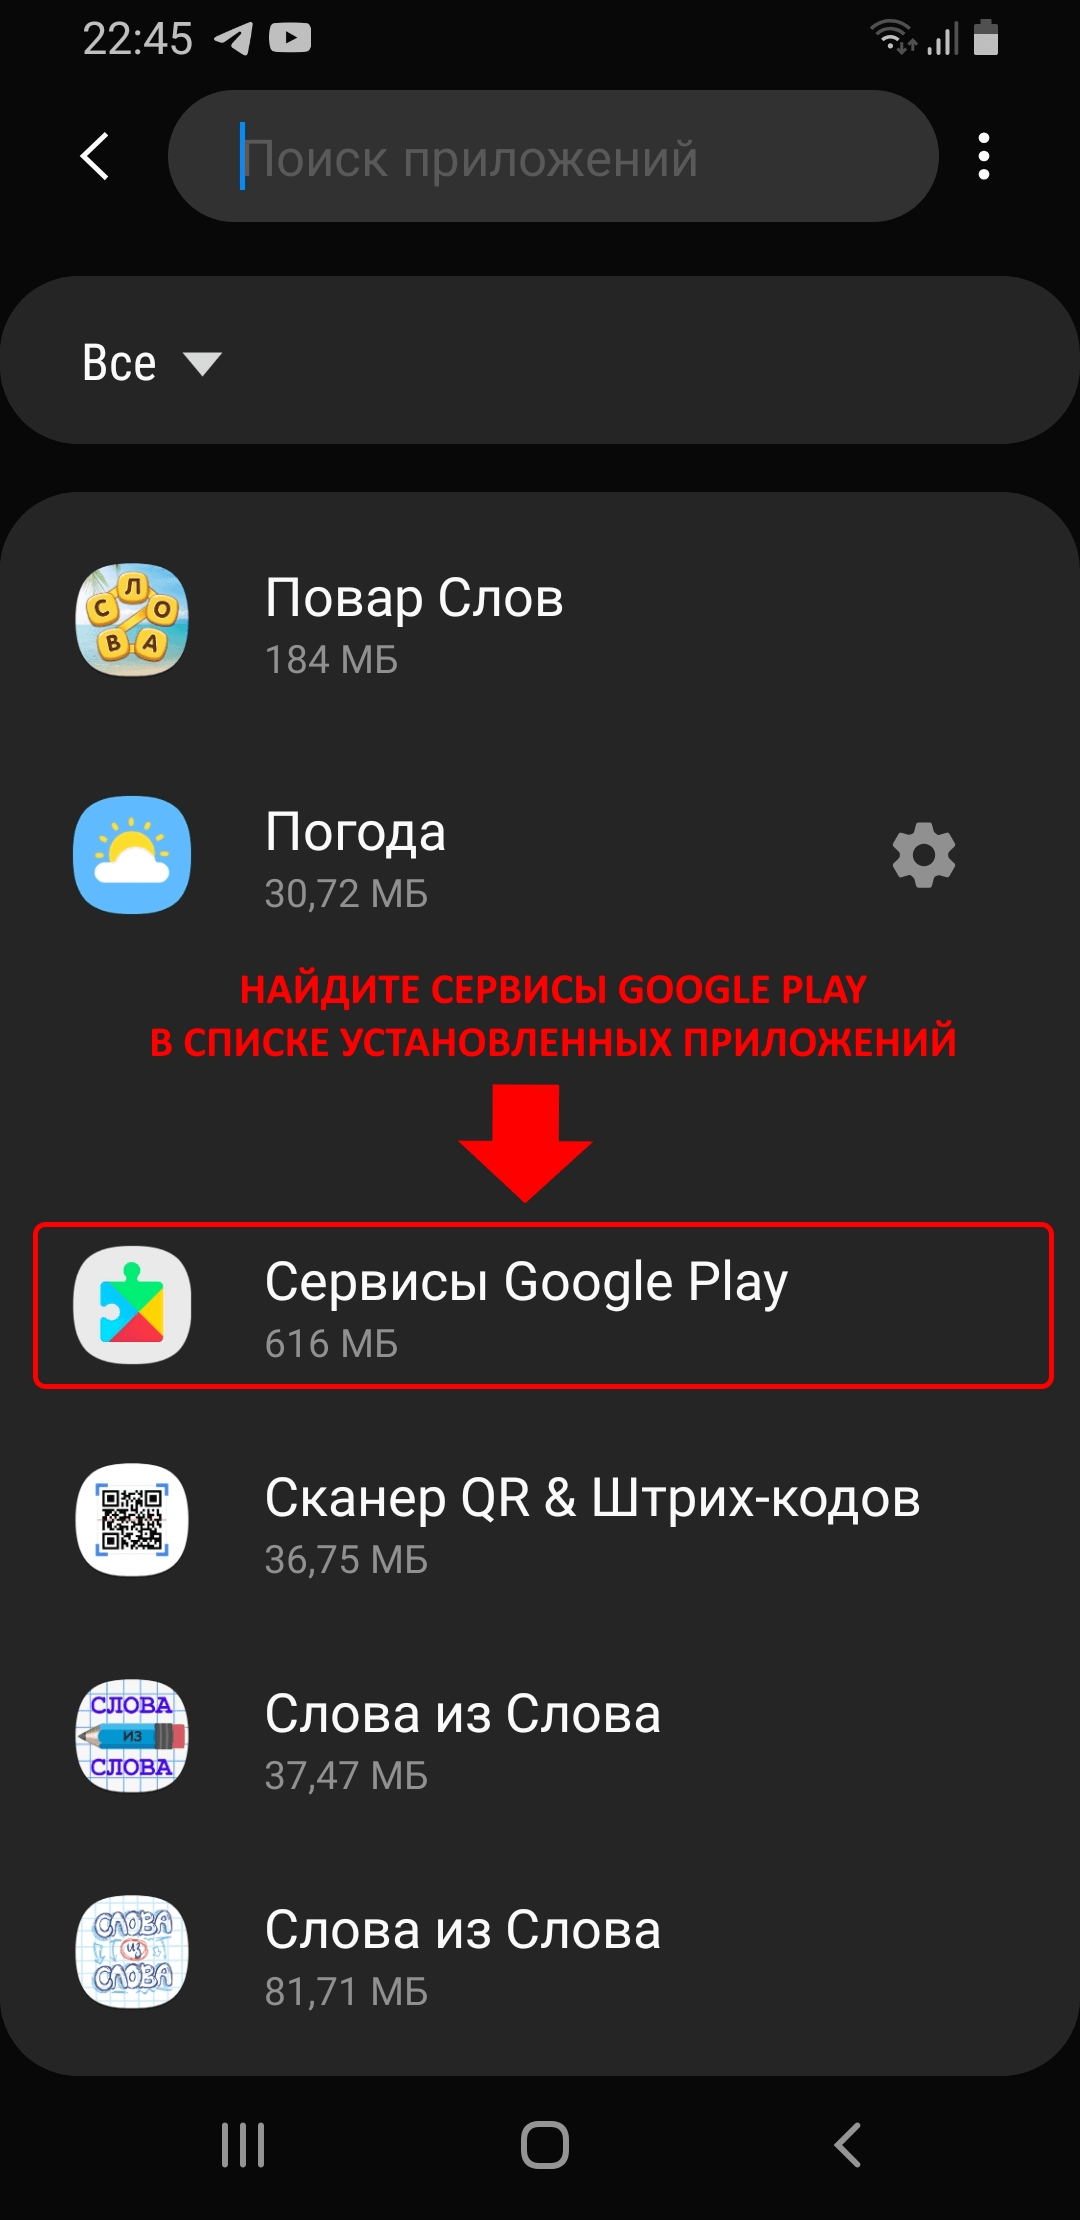 22:45
Поиск приложений
Все
Л
С О
В А
Повар Слов
184 МБ
Погода
30,72 МБ
НАЙДИТЕ СЕРВИСЫ GOOGLE PLAY
В СПИСКЕ УСТАНОВЛЕННЫХ ПРИЛОЖЕНИЙ
Сервисы Google Play
616 МБ
Сканер QR & Штрих-кодов
36,75 МБ
СЛОВА
ИЗ
СЛОВА
Слова из Слова
37,47 МБ
СЛОВА
из
СЛОВА
Слова из Слова
81,71 МБ